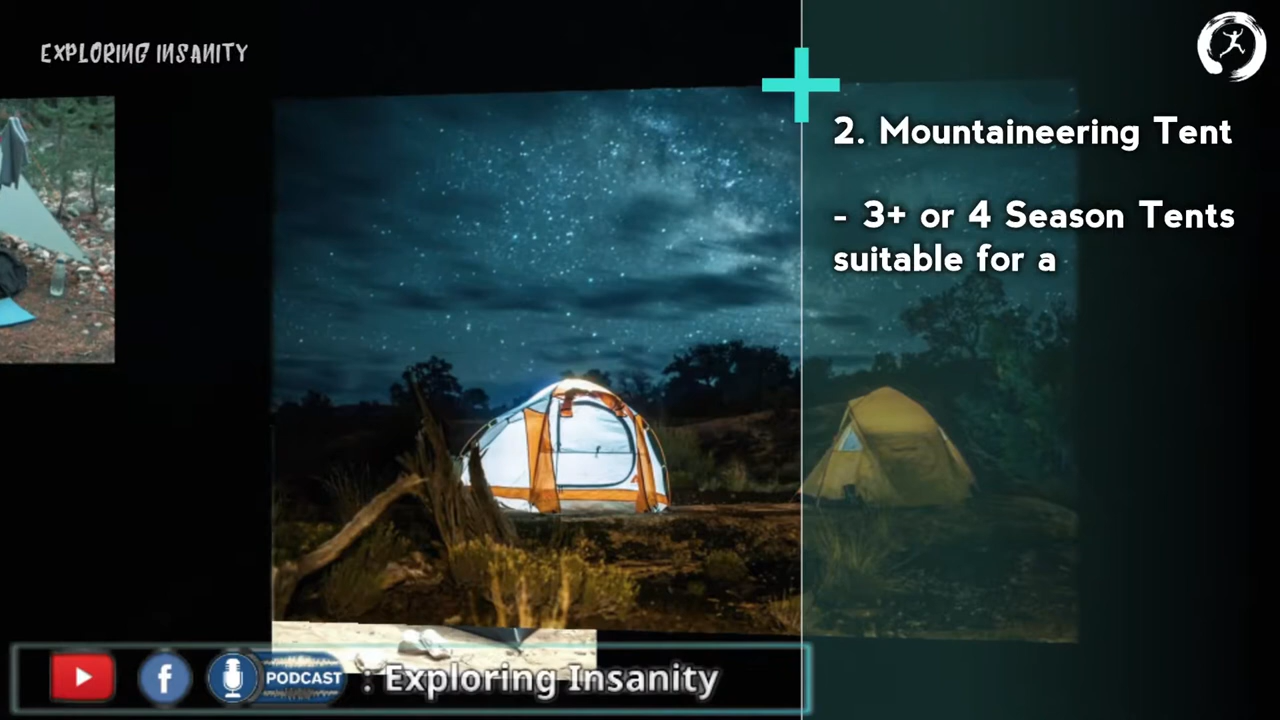 EXPLORING INSANITY
2. Mountaineering Tent
- 3+ or 4 Season Tents
suitable for a
PODCAST : Exploring Insanity